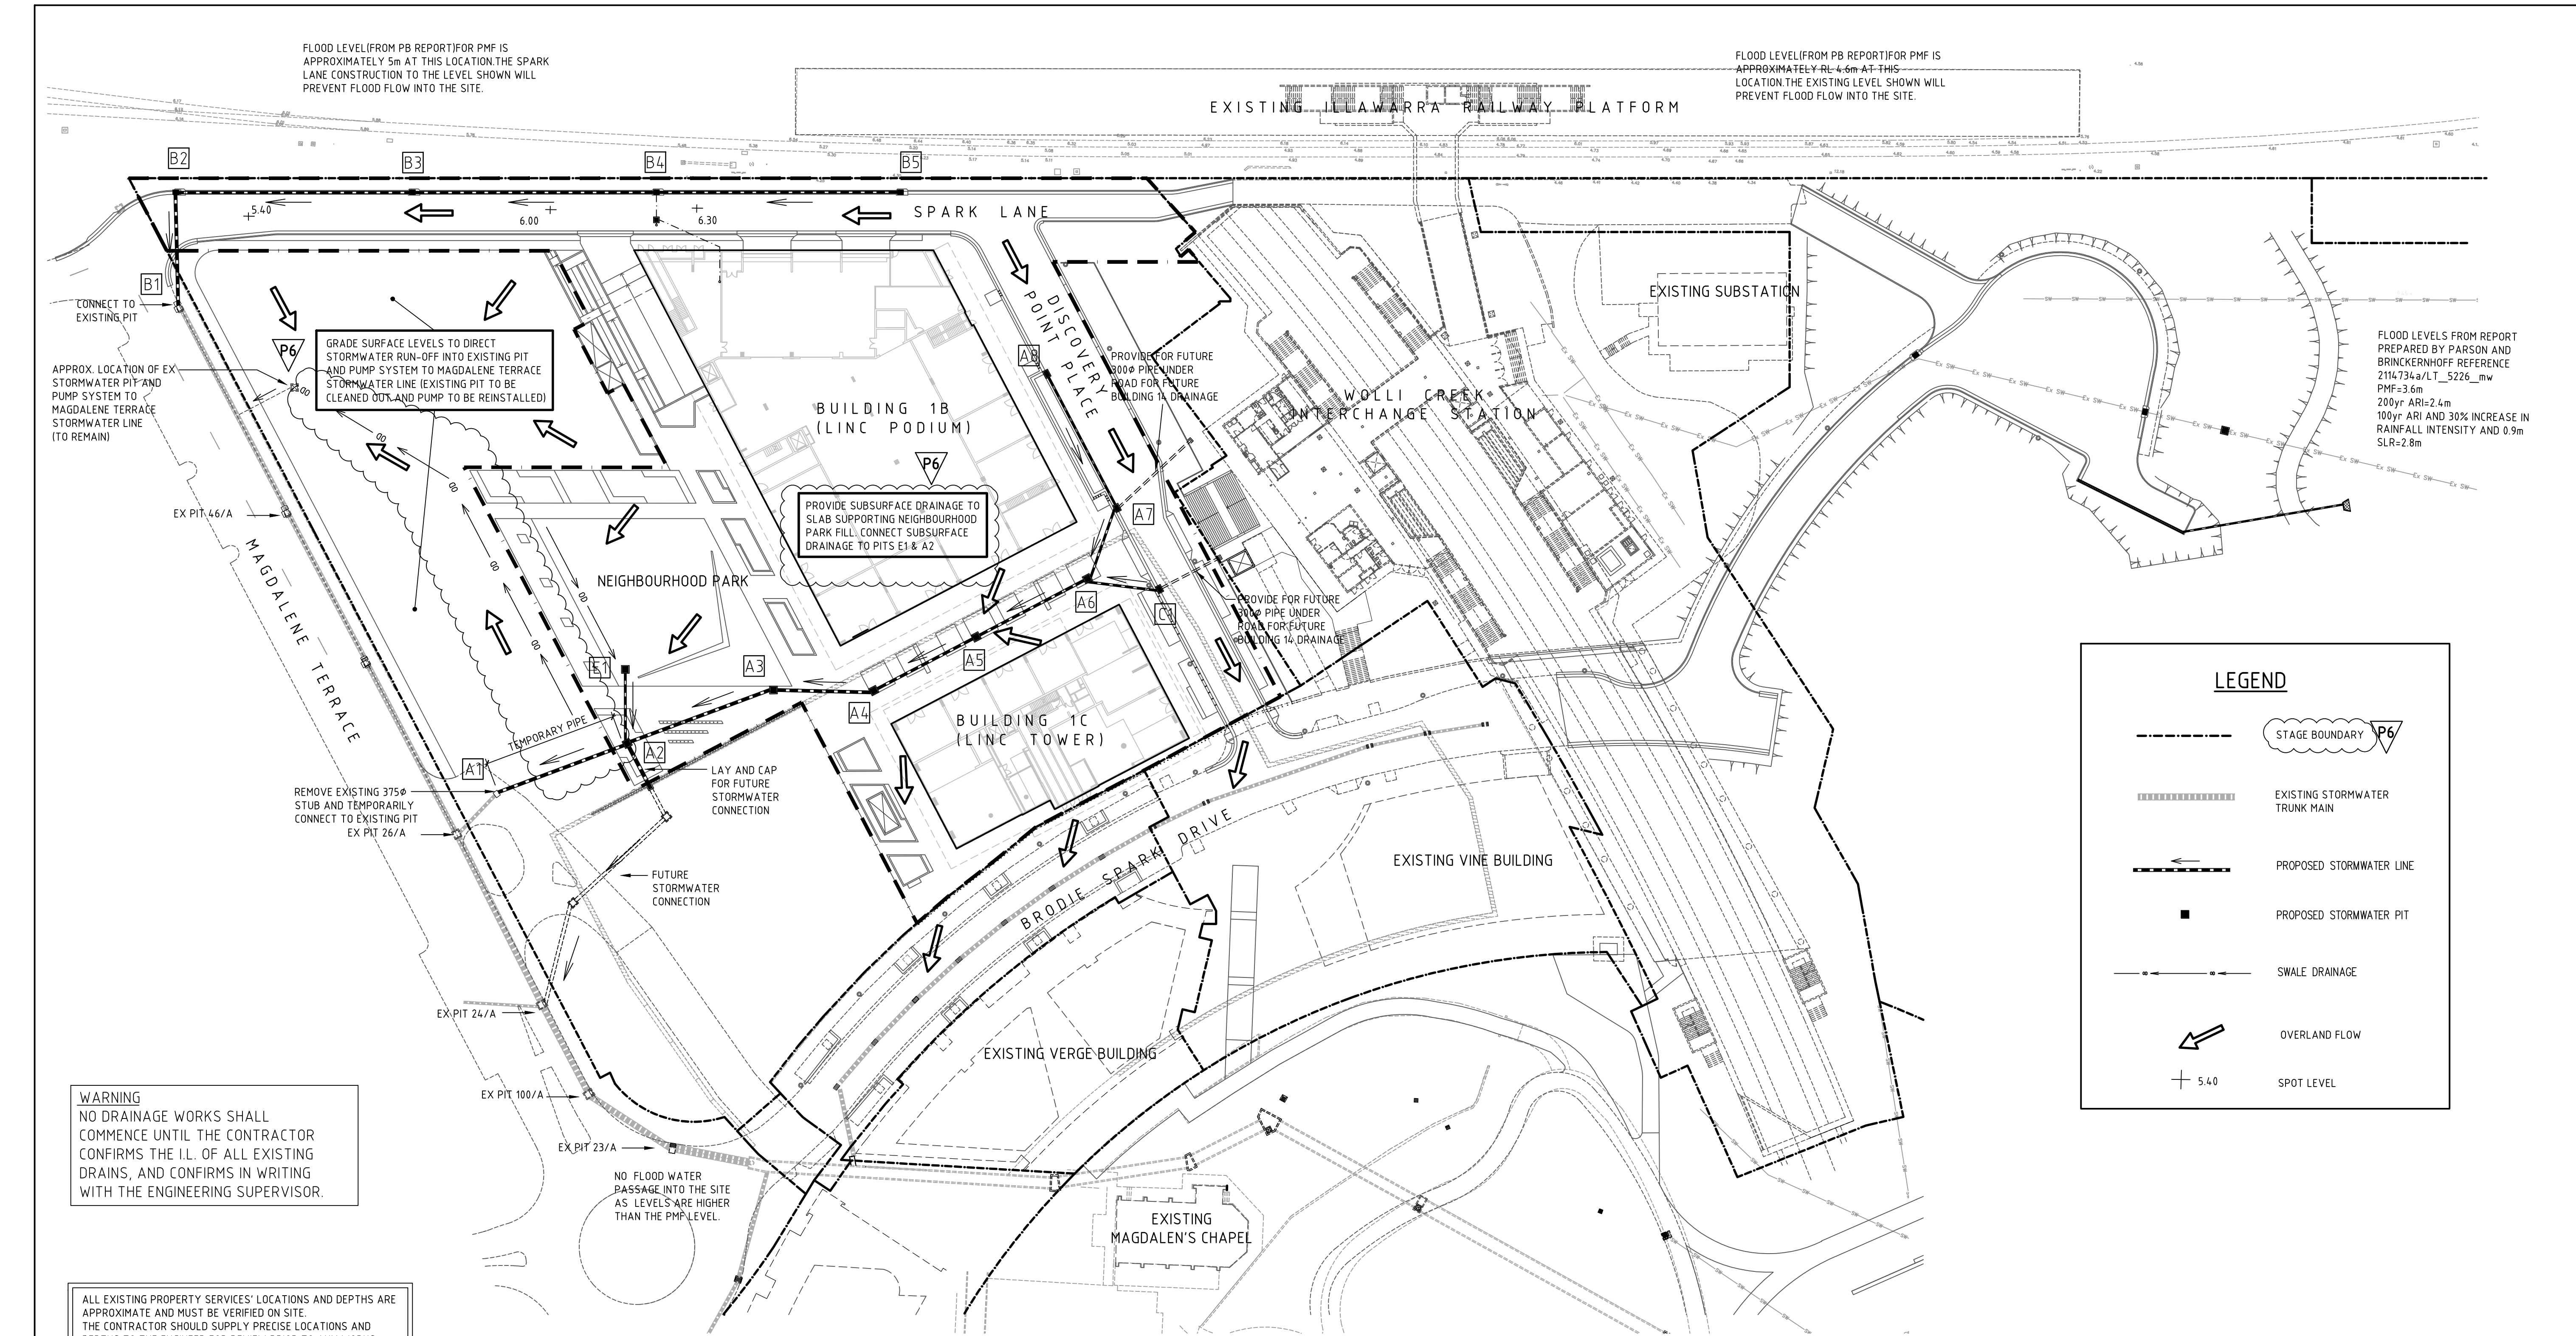 FLOOD LEVEL(FROM PB REPORT)FOR PMF IS
APPROXIMATELY 5m AT THIS LOCATION.THE SPARK
LANE CONSTRUCTION TO THE LEVEL SHOWN WILL
PREVENT FLOOD FLOW INTO THE SITE.
FLOOD LEVEL(FROM PB REPORT)FOR PMF IS
APPROXIMATELY RL 4.6m AT THIS
LOCATION.THE EXISTING LEVEL SHOWN WILL
PREVENT FLOOD FLOW INTO THE SITE.
EXISTING ILLAWARRA RAILWAY PLATFORM
B2
B3
B4
B5
5.40
6.00
6.30
SPARK LANE
B1
CONNECT TO
EXISTING PIT
P6
GRADE SURFACE LEVELS TO DIRECT
STORMWATER RUN-OFF INTO EXISTING PIT
AND PUMP SYSTEM TO MAGDALENE TERRACE
STORMWATER LINE (EXISTING PIT TO BE
CLEANED OUT AND PUMP TO BE REINSTALLED)
APPROX. LOCATION OF EX
STORMWATER PIT AND
PUMP SYSTEM TO
MAGDALENE TERRACE
STORMWATER LINE
(TO REMAIN)
DISCOVERY
POINT PLACE
A8
PROVIDE FOR FUTURE
300Ø PIPE UNDER
ROAD FOR FUTURE
BUILDING 14 DRAINAGE
BUILDING 1B
(LINC PODIUM)
WOLLI CREEK
INTERCHANGE STATION
EXISTING SUBSTATION
FLOOD LEVELS FROM REPORT
PREPARED BY PARSON AND
BRINCKERNHOFF REFERENCE
2114734a/LT_5226_mw
PMF=3.6m
200yr ARI=2.4m
100yr ARI AND 30% INCREASE IN
RAINFALL INTENSITY AND 0.9m
SLR=2.8m
P6
PROVIDE SUBSURFACE DRAINAGE TO
SLAB SUPPORTING NEIGHBOURHOOD
PARK FILL. CONNECT SUBSURFACE
DRAINAGE TO PITS E1 & A2
EX PIT 46/A
MAGDALENE TERRACE
A7
NEIGHBOURHOOD PARK
A6
C1
PROVIDE FOR FUTURE
300Ø PIPE UNDER
ROAD FOR FUTURE
BUILDING 14 DRAINAGE
E1
A3
A5
A4
BUILDING 1C
(LINC TOWER)
TEMPORARY PIPE
A1
A2
LAY AND CAP
FOR FUTURE
STORMWATER
CONNECTION
REMOVE EXISTING 375Ø
STUB AND TEMPORARILY
CONNECT TO EXISTING PIT
EX PIT 26/A
FUTURE
STORMWATER
CONNECTION
BRODIE SPARK DRIVE
EXISTING VINE BUILDING
EX PIT 24/A
EXISTING VERGE BUILDING
EX PIT 100/A
EX PIT 23/A
NO FLOOD WATER
PASSAGE INTO THE SITE
AS LEVELS ARE HIGHER
THAN THE PMF LEVEL.
EXISTING
MAGDALEN'S CHAPEL
LEGEND
STAGE BOUNDARY
P6
EXISTING STORMWATER
TRUNK MAIN
PROPOSED STORMWATER LINE
PROPOSED STORMWATER PIT
SWALE DRAINAGE
OVERLAND FLOW
5.40
SPOT LEVEL
WARNING
NO DRAINAGE WORKS SHALL
COMMENCE UNTIL THE CONTRACTOR
CONFIRMS THE I.L. OF ALL EXISTING
DRAINS, AND CONFIRMS IN WRITING
WITH THE ENGINEERING SUPERVISOR.
ALL EXISTING PROPERTY SERVICES' LOCATIONS AND DEPTHS ARE
APPROXIMATE AND MUST BE VERIFIED ON SITE.
THE CONTRACTOR SHOULD SUPPLY PRECISE LOCATIONS AND